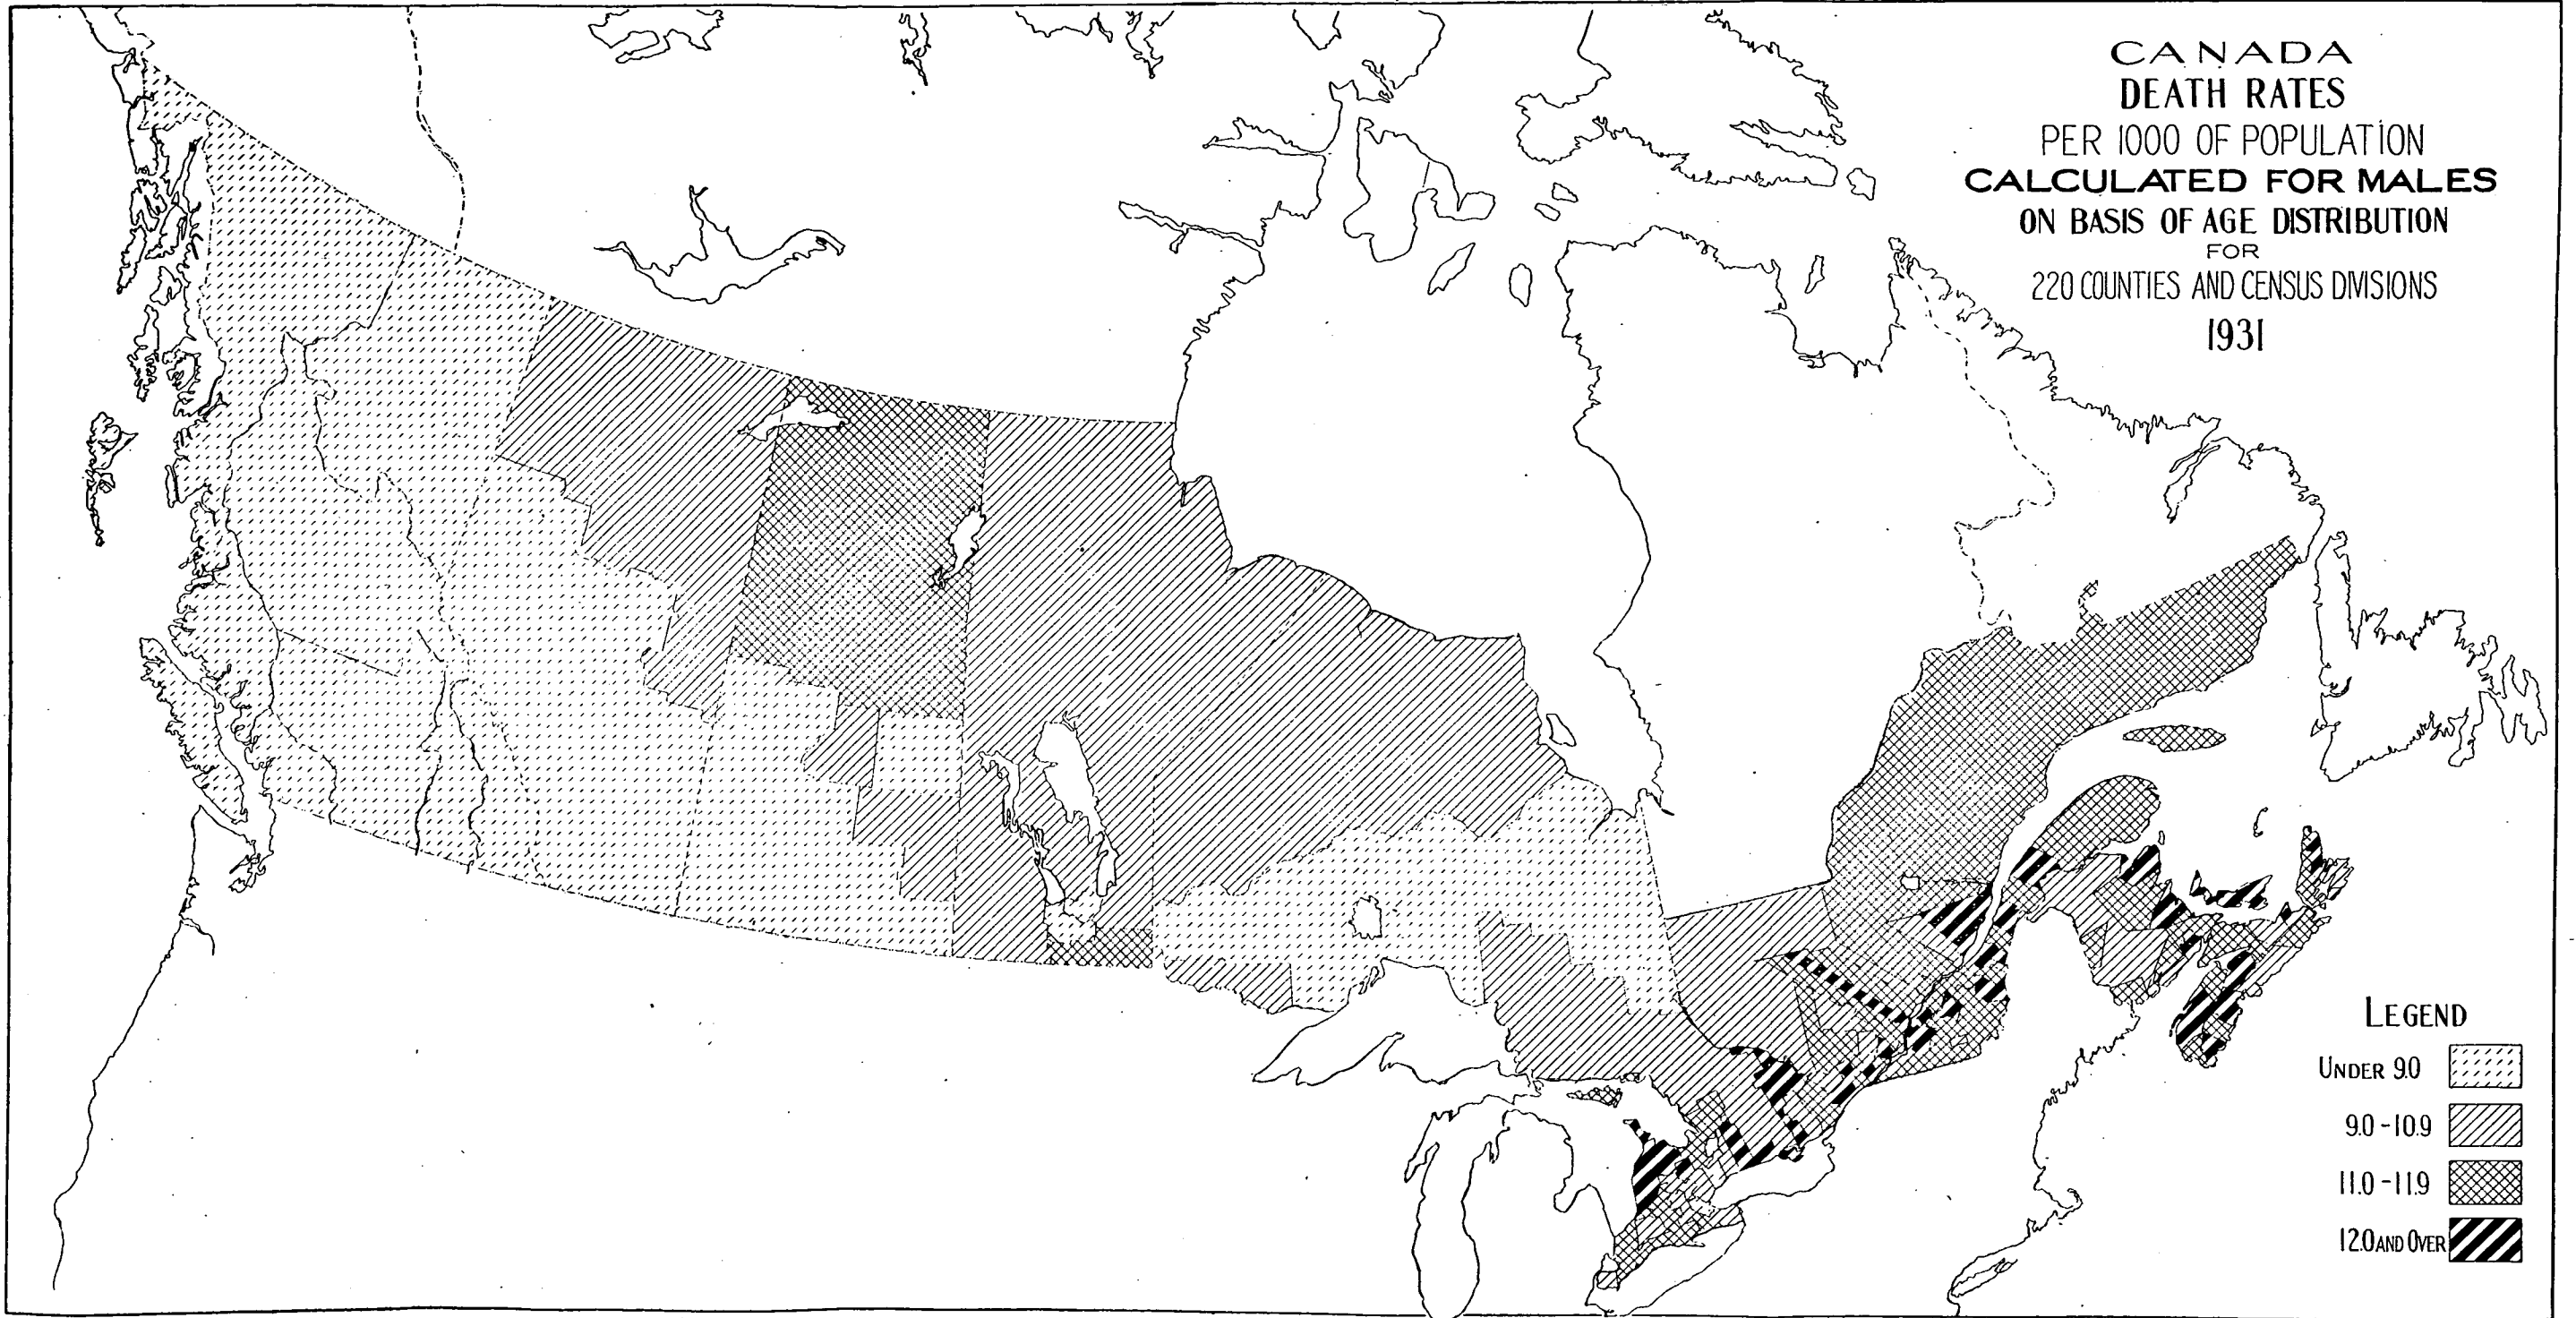 CANADA
DEATH RATES
PER 1000 OF POPULATION
CALCULATED FOR MALES
ON BASIS OF AGE DISTRIBUTION
FOR
220 COUNTIES AND CENSUS DIVISIONS
1931
LEGEND
UNDER 9.0
9.0-10.9
11.0-11.9
12.0 AND OVER